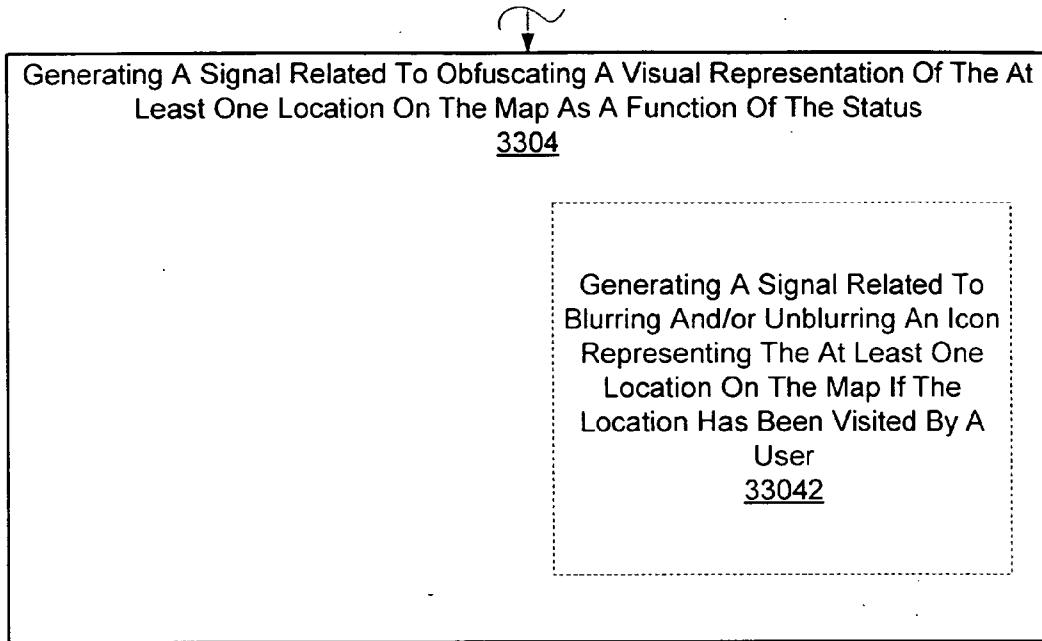 Generating A Signal Related To Obfuscating A Visual Representation Of The At
Least One Location On The Map As A Function Of The Status
3304
Generating A Signal Related To
Blurring And/or Unblurring An Icon
Representing The At Least One
Location On The Map If The
Location Has Been Visited By A
User
33042